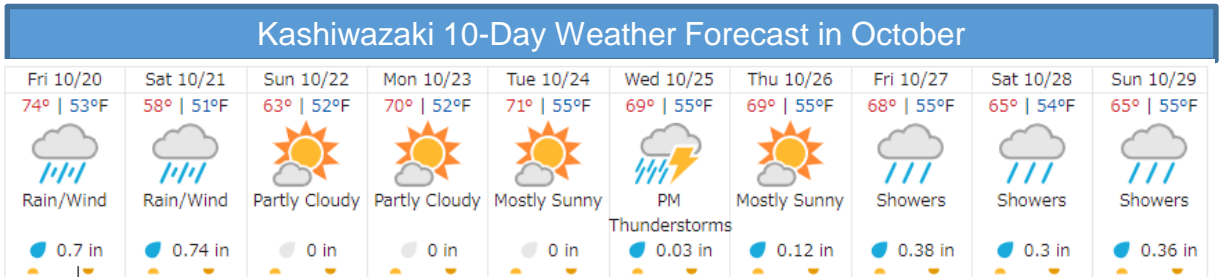 Kashiwazaki 10-Day Weather Forecast in October
Fri 10/20 Sat 10/21 Sun 10/22 Mon 10/23 Tue 10/24 Wed 10/25 Thu 10/26 Fri 10/27 Sat 10/28 Sun 10/29
74° | 53°F 58° | 51°F 63° | 52°F 70° | 52°F 71° | 55°F 69° | 55°F 69° | 55°F 68° | 55°F 65° | 54°F 65° | 55°F
Rain/Wind Rain/Wind Partly Cloudy Partly Cloudy Mostly Sunny PM Mostly Sunny Showers Showers Showers
Thunderstorms
0.7 in 0.74 in 0 in 0 in 0 in 0.03 in 0.12 in 0.38 in 0.3 in 0.36 in